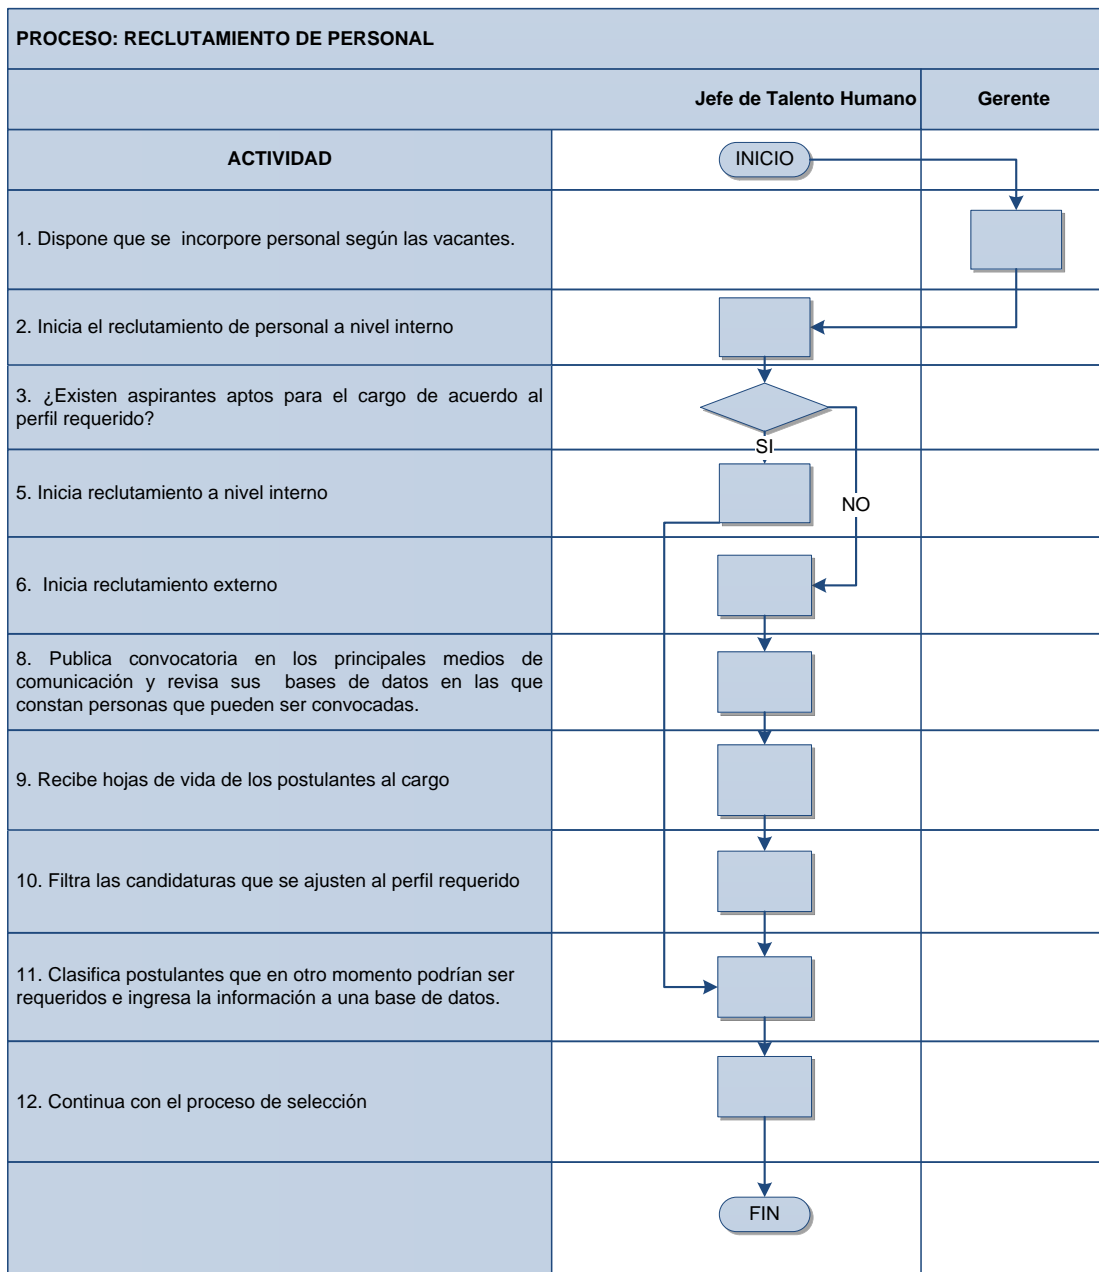 PROCESO: RECLUTAMIENTO DE PERSONAL
Jefe de Talento Humano
Gerente
ACTIVIDAD
INICIO
1. Dispone que se incorpore personal según las vacantes.
2. Inicia el reclutamiento de personal a nivel interno
3. ¿Existen aspirantes aptos para el cargo de acuerdo al
perfil requerido?
SI
5. Inicia reclutamiento a nivel interno
NO
6. Inicia reclutamiento externo
8. Publica convocatoria en los principales medios de
comunicación y revisa sus bases de datos en las que
constan personas que pueden ser convocadas.
9. Recibe hojas de vida de los postulantes al cargo
10. Filtra las candidaturas que se ajusten al perfil requerido
11. Clasifica postulantes que en otro momento podrían ser
requeridos e ingresa la información a una base de datos.
12. Continua con el proceso de selección
FIN